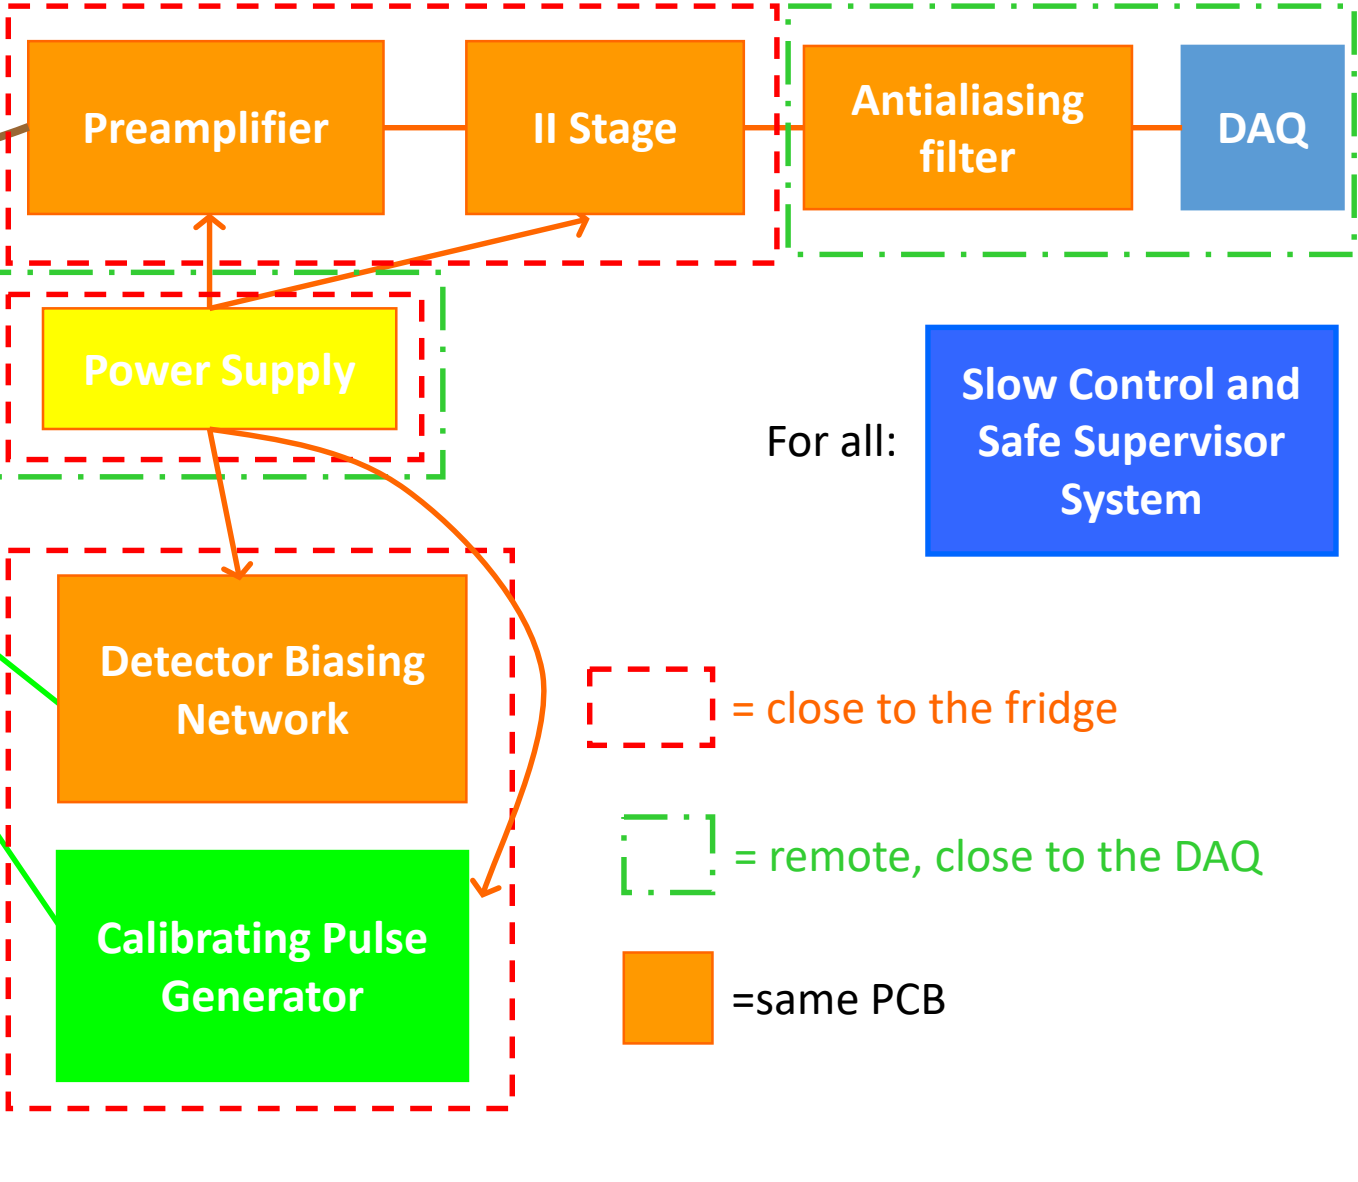 Preamplifier
II Stage
Antialiasing
filter
DAQ
Power Supply
For all:
Slow Control and
Safe Supervisor
System
Detector Biasing
Network
= close to the fridge
= remote, close to the DAQ
Calibrating Pulse
Generator
=same PCB